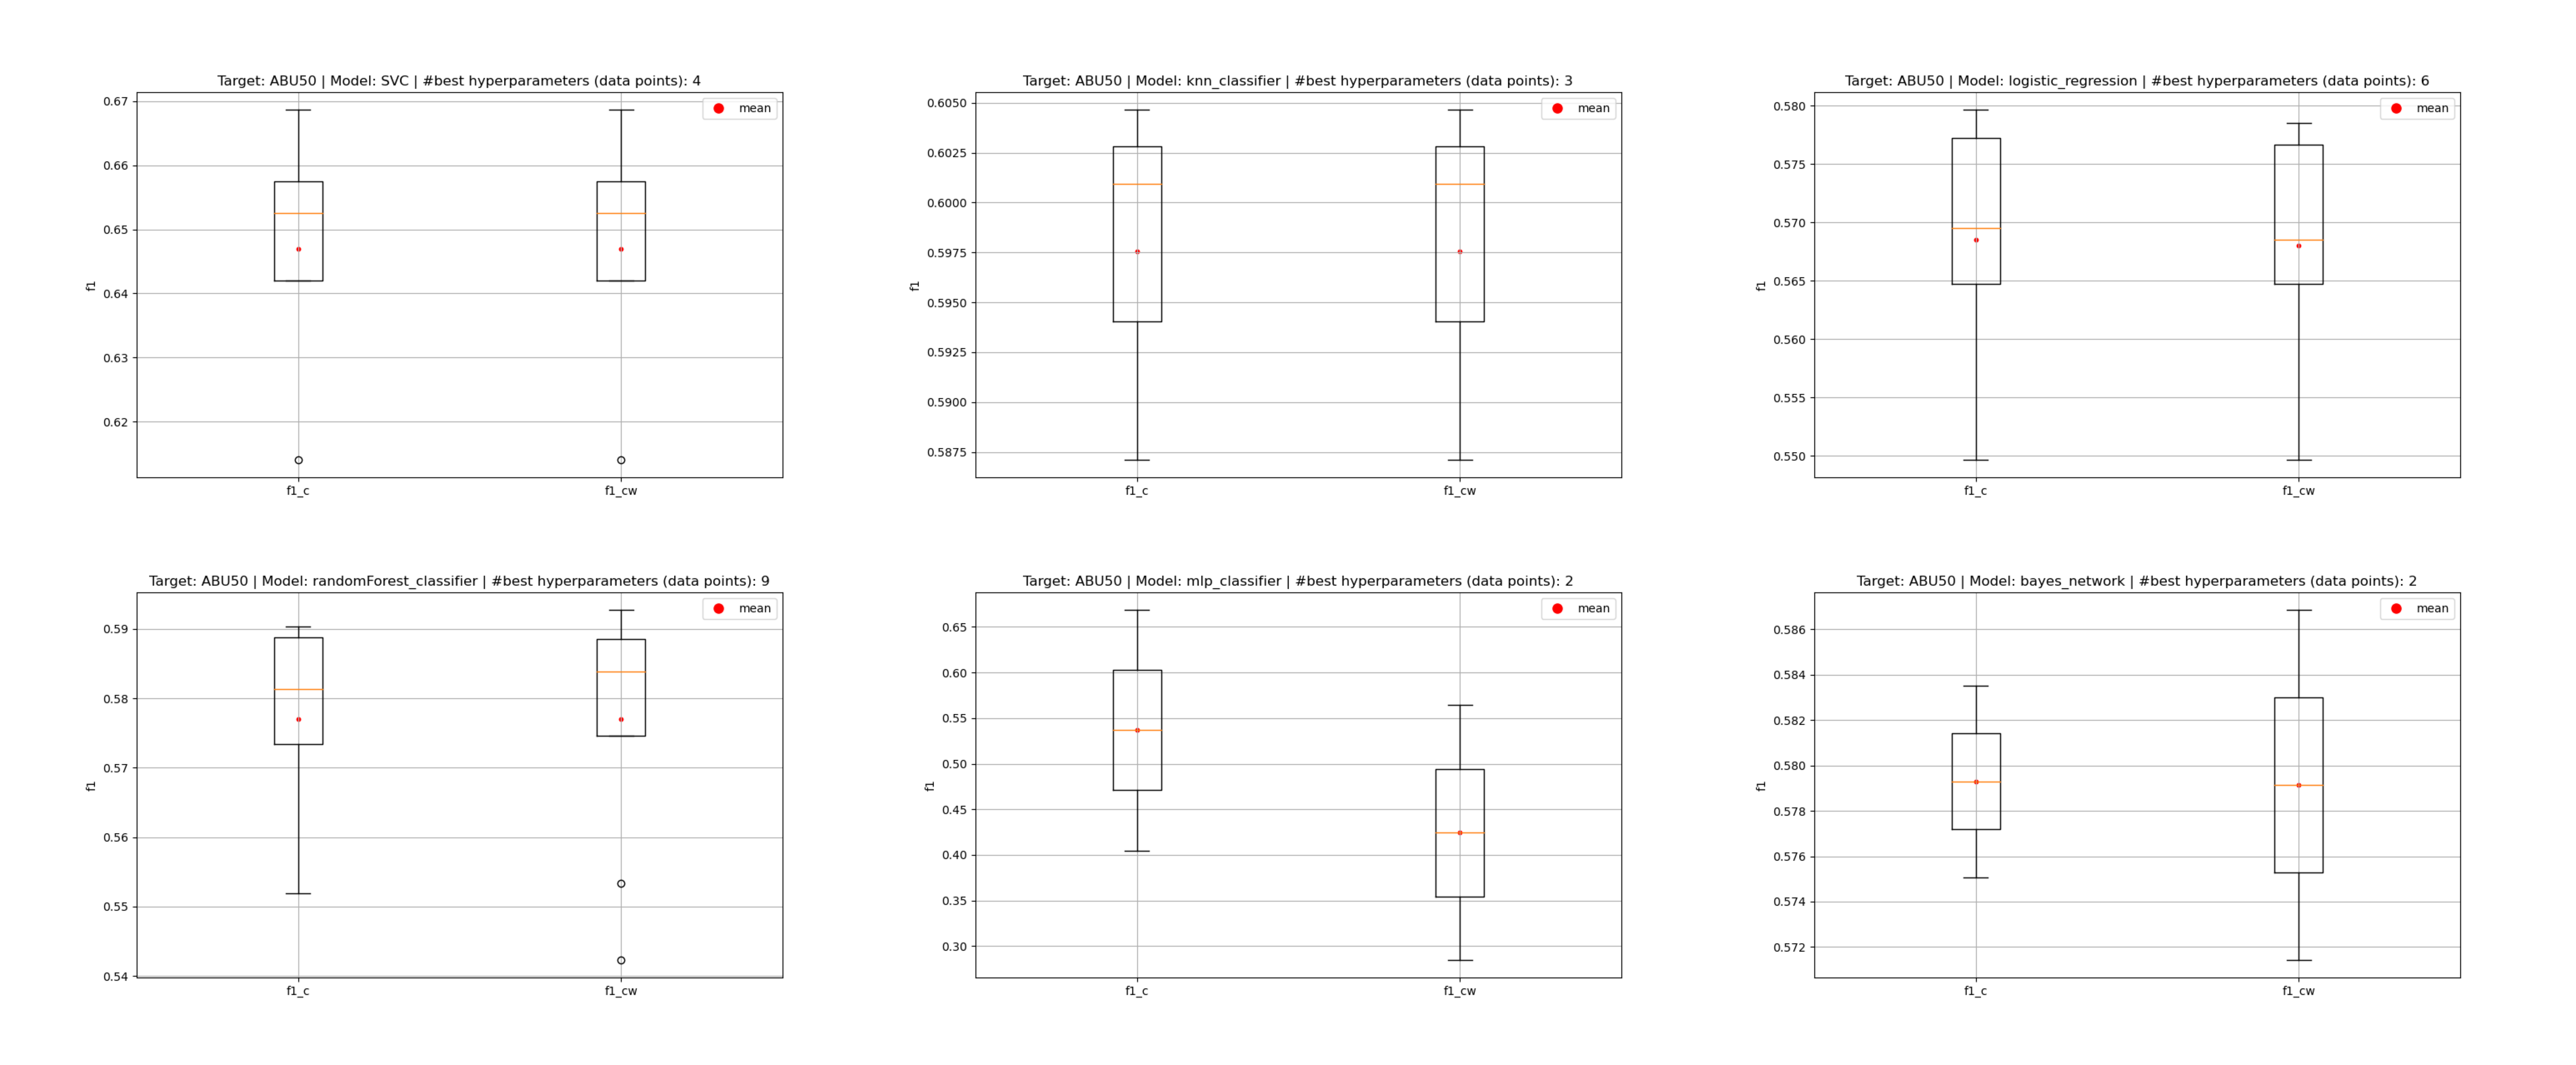 Target: ABU50 | Model: SVC | #best hyperparameters (data points): 4
mean
0.67
0.66
0.65
0.64
0.63
0.62
f1
f1_c
f1_cw
Target: ABU50 | Model: knn_classifier | #best hyperparameters (data points): 3
mean
0.6050
0.6025
0.6000
0.5975
0.5950
0.5925
0.5900
0.5875
f1
f1_c
f1_cw
Target: ABU50 | Model: logistic_regression | #best hyperparameters (data points): 6
mean
0.580
0.575
0.570
0.565
0.560
0.555
0.550
f1
f1_c
f1_cw
Target: ABU50 | Model: randomForest_classifier | #best hyperparameters (data points): 9
mean
0.59
0.58
0.57
0.56
0.55
0.54
f1
f1_c
f1_cw
Target: ABU50 | Model: mlp_classifier | #best hyperparameters (data points): 2
mean
0.65
0.60
0.55
0.50
0.45
0.40
0.35
0.30
f1
f1_c
f1_cw
Target: ABU50 | Model: bayes_network | #best hyperparameters (data points): 2
mean
0.586
0.584
0.582
0.580
0.578
0.576
0.574
0.572
f1
f1_c
f1_cw